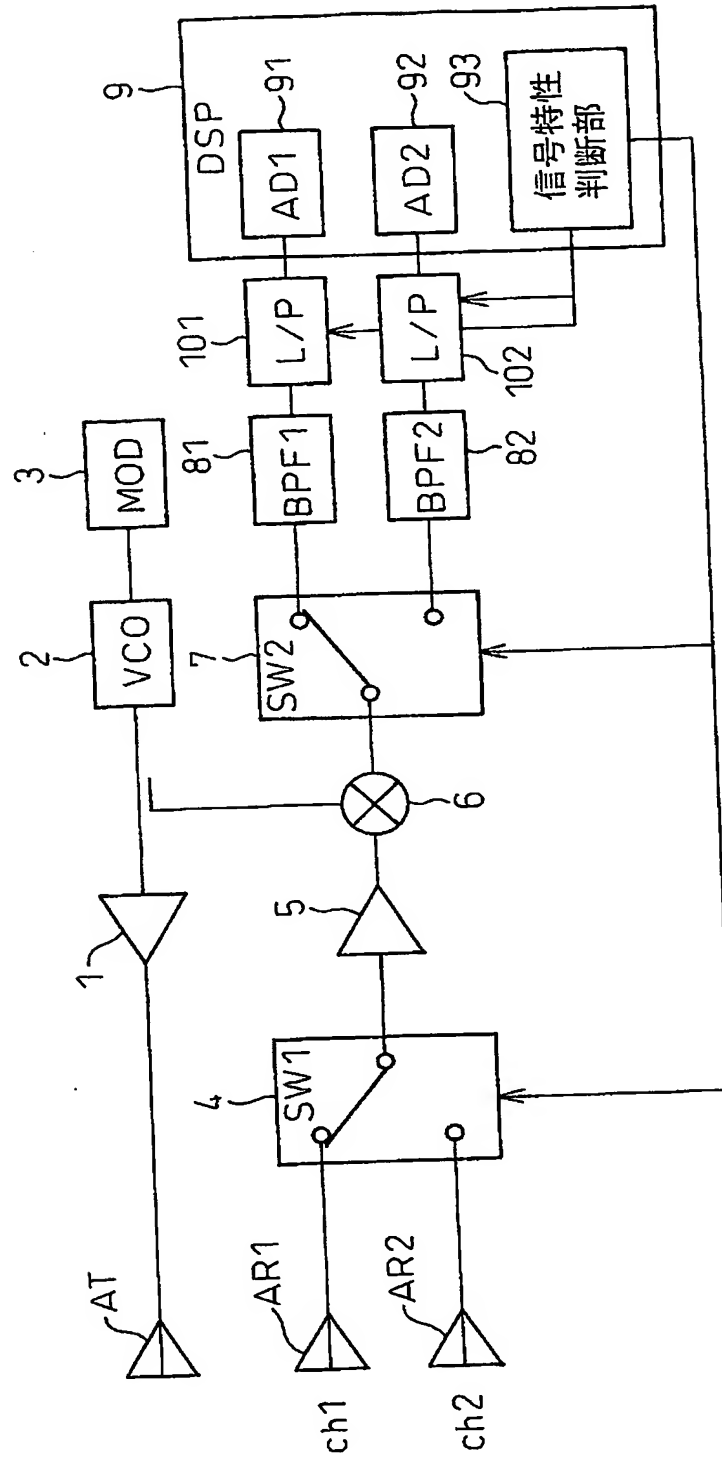 AT
1
2
VCO
3
MOD
ch1
AR1
ch2
AR2
4
SW1
5
6
7
SW2
81
BPF1
BPF2
82
101
L/P
L/P
102
9
DSP
AD1
91
AD2
92
93
信号特性
判断部